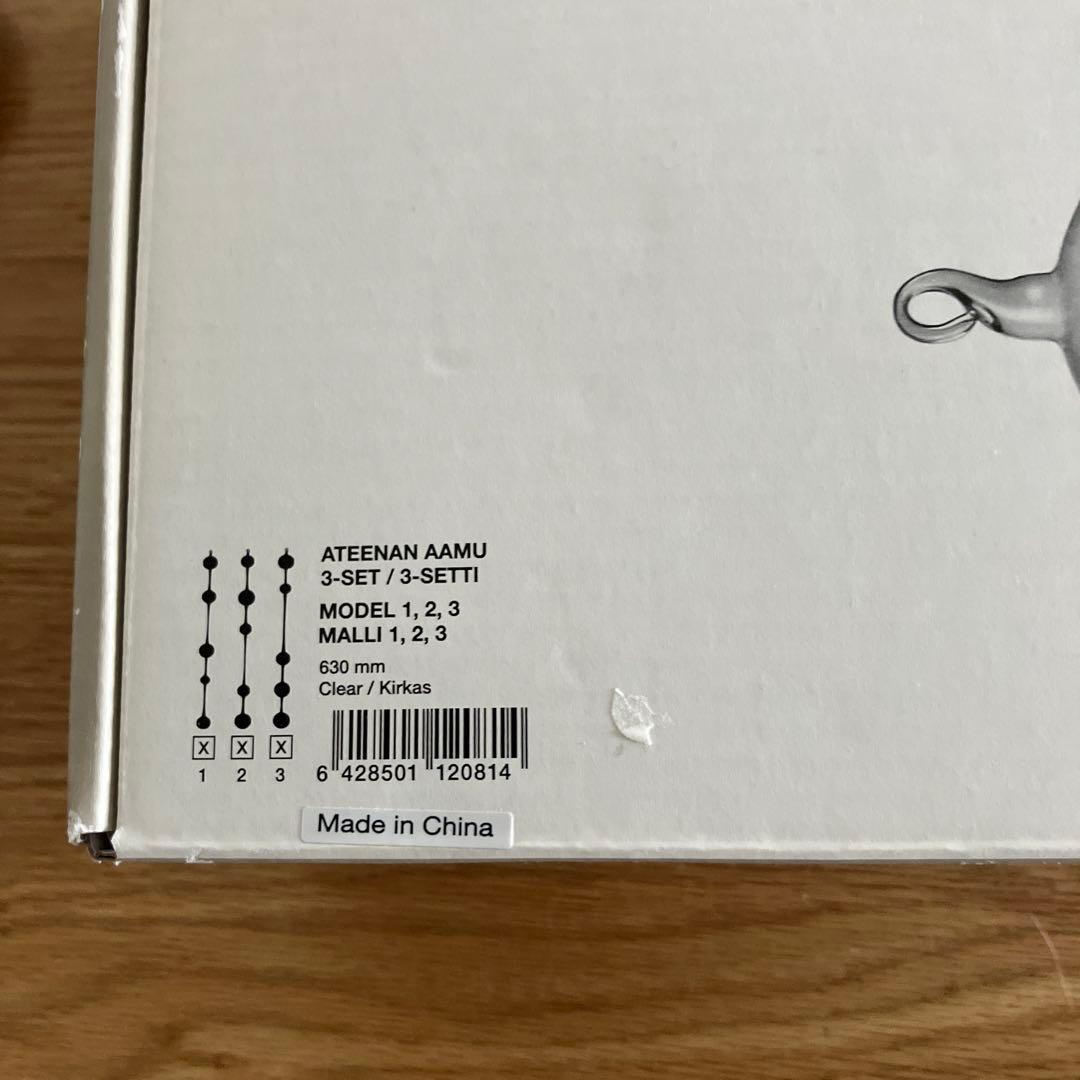 ATEENAN AAMU
3-SET / 3-SETTI
MODEL 1, 2, 3
MALLI 1, 2, 3
630 mm
Clear / Kirkas
X X X
1 2 3
6 428501 120814
Made in China